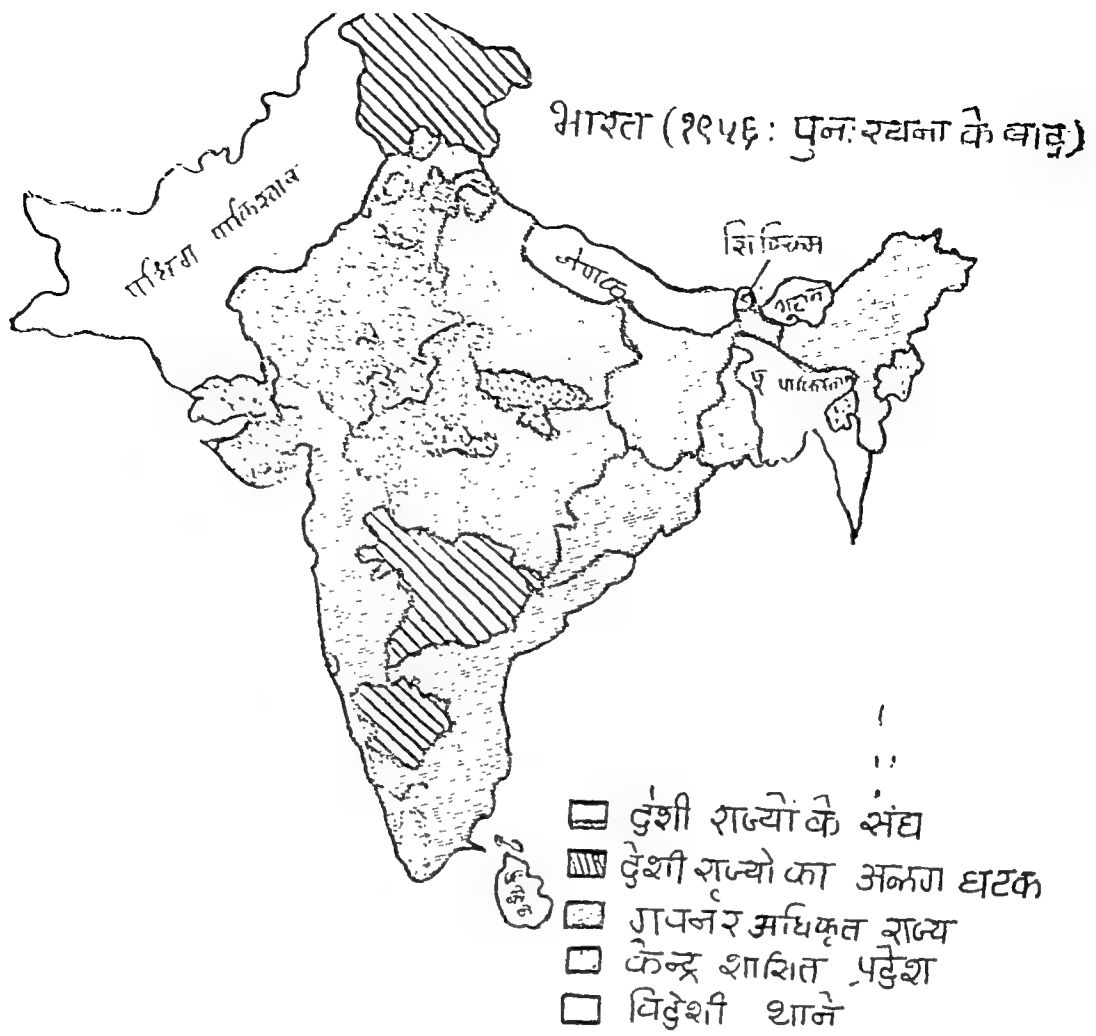 भारत (१९५६ : पुनः रचना के बाद)
पश्चिम पाकिस्तान
नेपाल
सिक्किम
भूटान
पू पाकिस्तान
देशी राज्यों के संघ
देशी राज्यो का अलग घटक
गवर्नर अधिकृत राज्य
केन्द्र शासित प्रदेश
विदेशी थाने